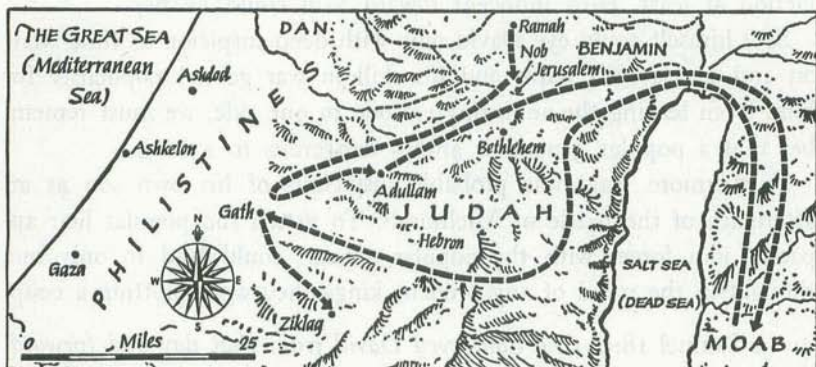 THE GREAT SEA
(Mediterranean
Sea)
DAN
Ramah
Nob
Jerusalem
BENJAMIN
Ashdod
Ashkelon
PHILISTINES
Bethlehem
Adullam
Gath
JUDAH
Hebron
Gaza
N
W
E
S
Ziklag
SALT SEA
(DEAD SEA)
MOAB
Miles 25